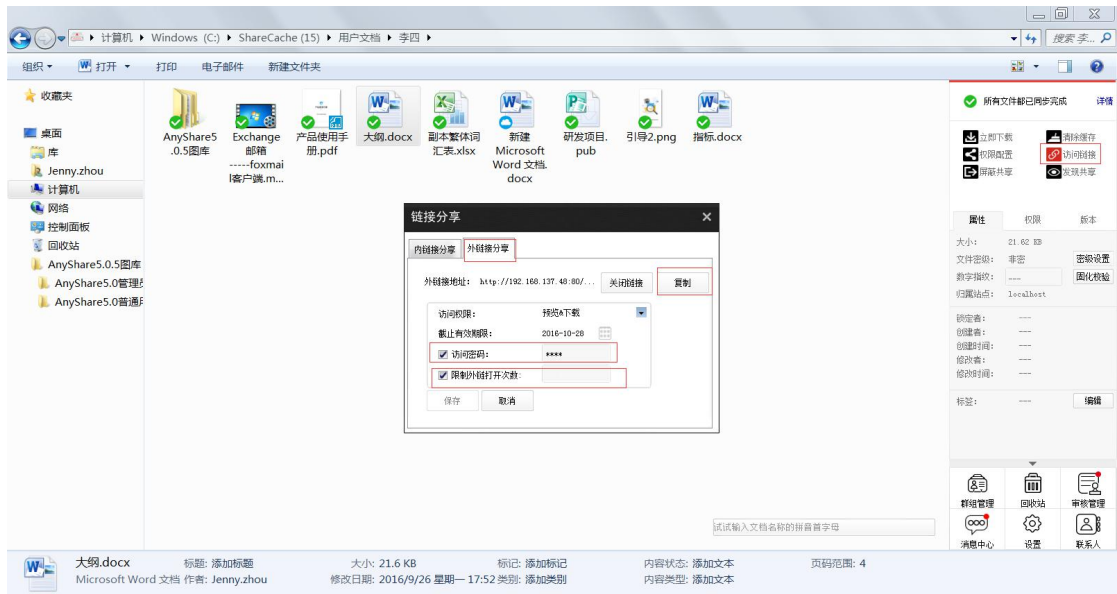 计算机 Windows (C:) ShareCache (15) 用户文档 李四
搜索 李...
组织 打开 打印 电子邮件 新建文件夹
收藏夹
桌面
库
Jenny.zhou
计算机
网络
控制面板
回收站
AnyShare5.0.5图库
AnyShare5.0管理员
AnyShare5.0普通用
AnyShare5
.0.5图库
Exchange
邮箱
-----foxmai
l客户端.m...
产品使用手
册.pdf
大纲.docx
副本繁体词
汇表.xlsx
新建
Microsoft
Word 文档.
docx
研发项目.
pub
引导2.png
指标.docx
链接分享
内链接分享 外链接分享
外链接地址: http://192.168.137.48:80/... 关闭链接 复制
访问权限: 预览&下载
截止有效期限: 2016-10-28
访问密码: ****
限制外链打开次数:
保存 取消
试试输入文档名称的拼音首字母
所有文件都已同步完成 详情
立即下载 清除缓存
权限配置 访问链接
屏蔽共享 发现共享
属性 权限 版本
大小: 21.62 KB
文件密级: 非密 密级设置
数字指纹: --- 固化校验
归属站点: localhost
锁定者: ---
创建者: ---
创建时间: ---
修改者: ---
修改时间: ---
标签: --- 编辑
群组管理 回收站 审核管理
消息中心 设置 联系人
大纲.docx 标题: 添加标题 大小: 21.6 KB 标记: 添加标记 内容状态: 添加文本 页码范围: 4
Microsoft Word 文档 作者: Jenny.zhou 修改日期: 2016/9/26 星期一 17:52 类别: 添加类别 内容类型: 添加文本